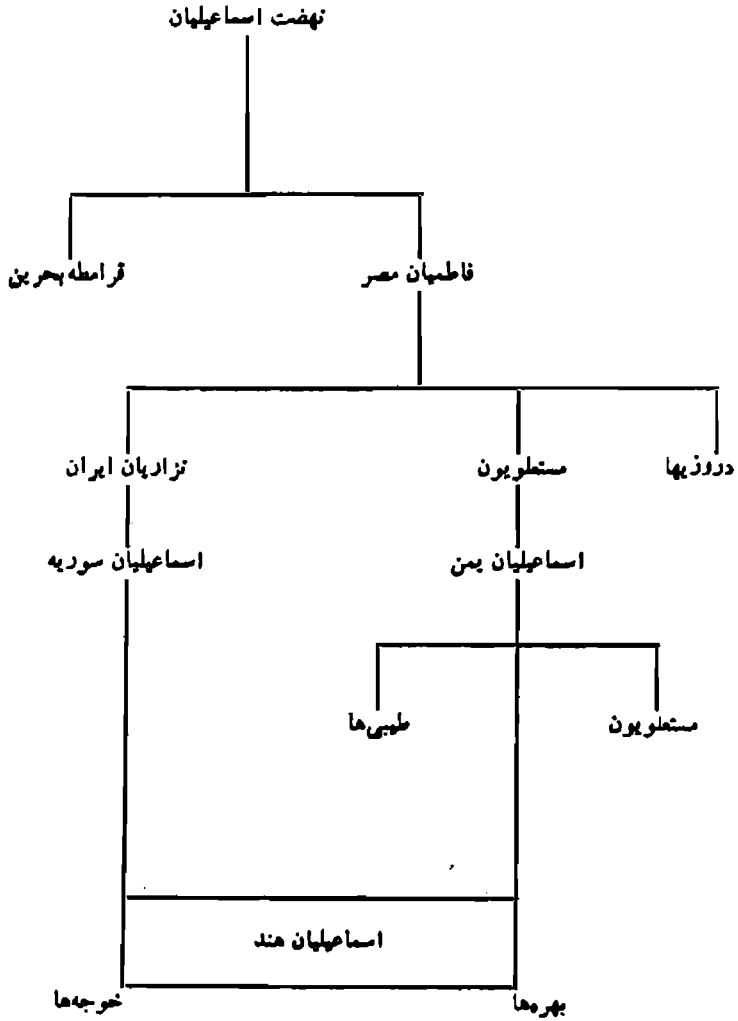 نهضت اسماعیلیان
فاطمیان مصر
قرامطه بحرین
دروزیها
مستعلویون
نزاریان ایران
اسماعیلیان یمن
اسماعیلیان سوریه
مستعلویون
طیبی‌ها
اسماعیلیان هند
بهره‌ها
خوجه‌ها